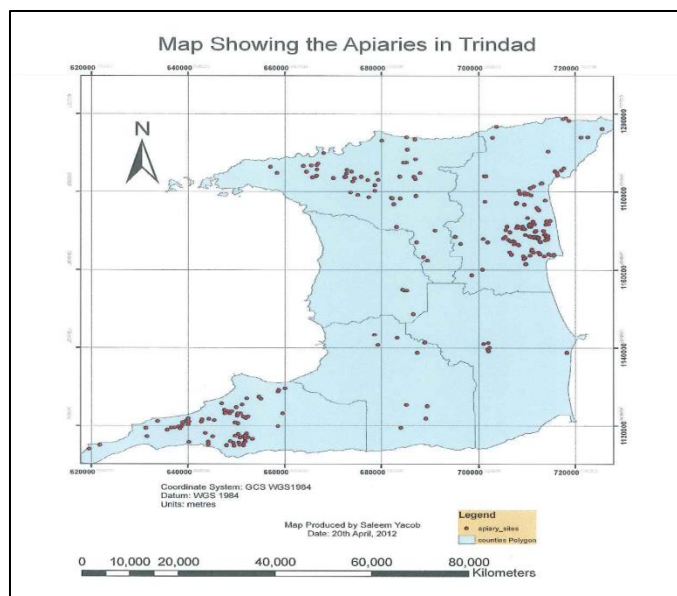 Map Showing the Apiaries in Trindad
620000 640000 660000 680000 700000 720000
N
1200000
1180000
1160000
1140000
1120000
620000 640000 660000 680000 700000 720000
Coordinate System: GCS WGS1984
Datum: WGS 1984
Units: metres
Map Produced by Saleem Yacob
Date: 20th April, 2012
Legend
apiary_sites
counties Polygon
0 10,000 20,000 40,000 60,000 80,000
Kilometers